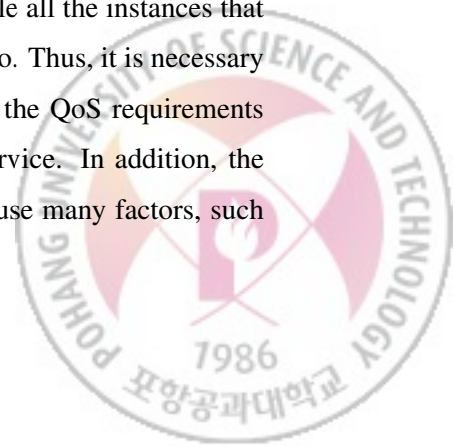 le all the instances that
o. Thus, it is necessary
the QoS requirements
rvice. In addition, the
use many factors, such
POHANG UNIVERSITY OF SCIENCE AND TECHNOLOGY
1986
포항공과대학교